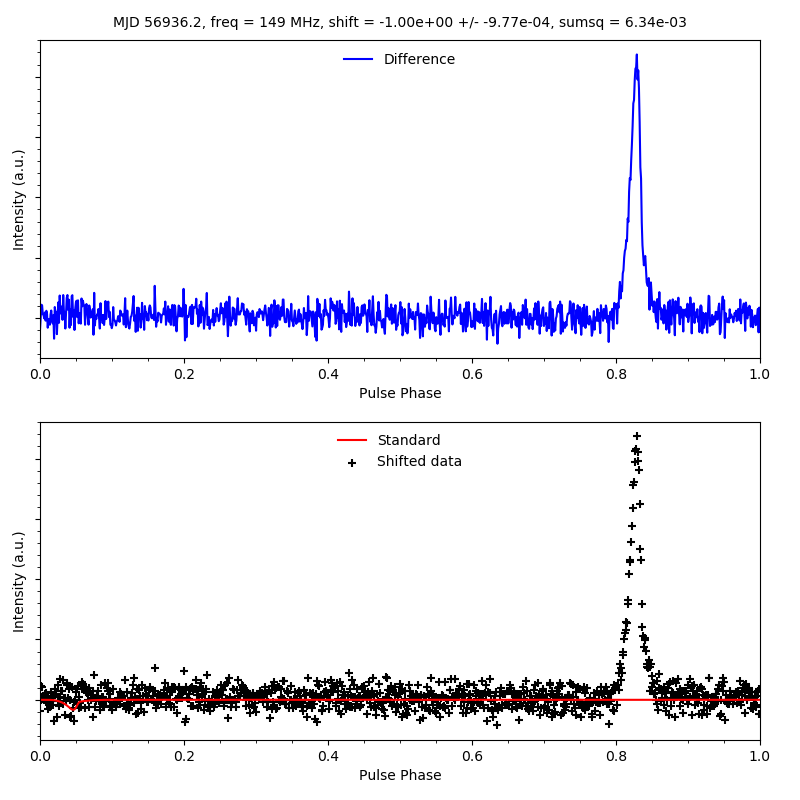 MJD 56936.2, freq = 149 MHz, shift = -1.00e+00 +/- -9.77e-04, sumsq = 6.34e-03
Difference
Intensity (a.u.)
0.0 0.2 0.4 0.6 0.8 1.0
Pulse Phase
Standard
Shifted data
Intensity (a.u.)
0.0 0.2 0.4 0.6 0.8 1.0
Pulse Phase